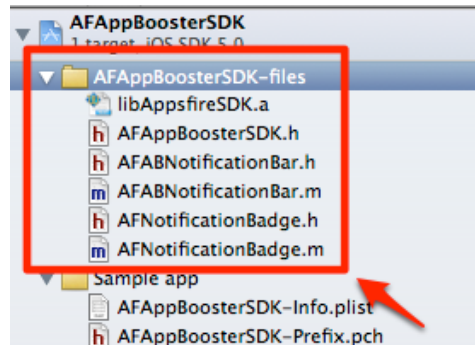 AFAppBoosterSDK
1 target, iOS SDK 5.0
AFAppBoosterSDK-files
libAppsfireSDK.a
h AFAppBoosterSDK.h
h AFABNotificationBar.h
m AFABNotificationBar.m
h AFNotificationBadge.h
m AFNotificationBadge.m
Sample app
AFAppBoosterSDK-Info.plist
h AFAppBoosterSDK-Prefix.pch